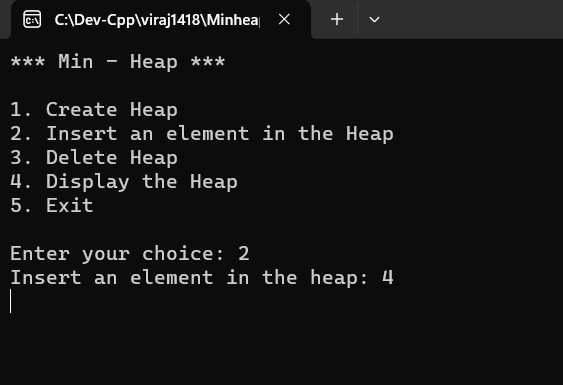 C:\Dev-Cpp\viraj1418\Minhea
*** Min - Heap ***
1. Create Heap
2. Insert an element in the Heap
3. Delete Heap
4. Display the Heap
5. Exit
Enter your choice: 2
Insert an element in the heap: 4